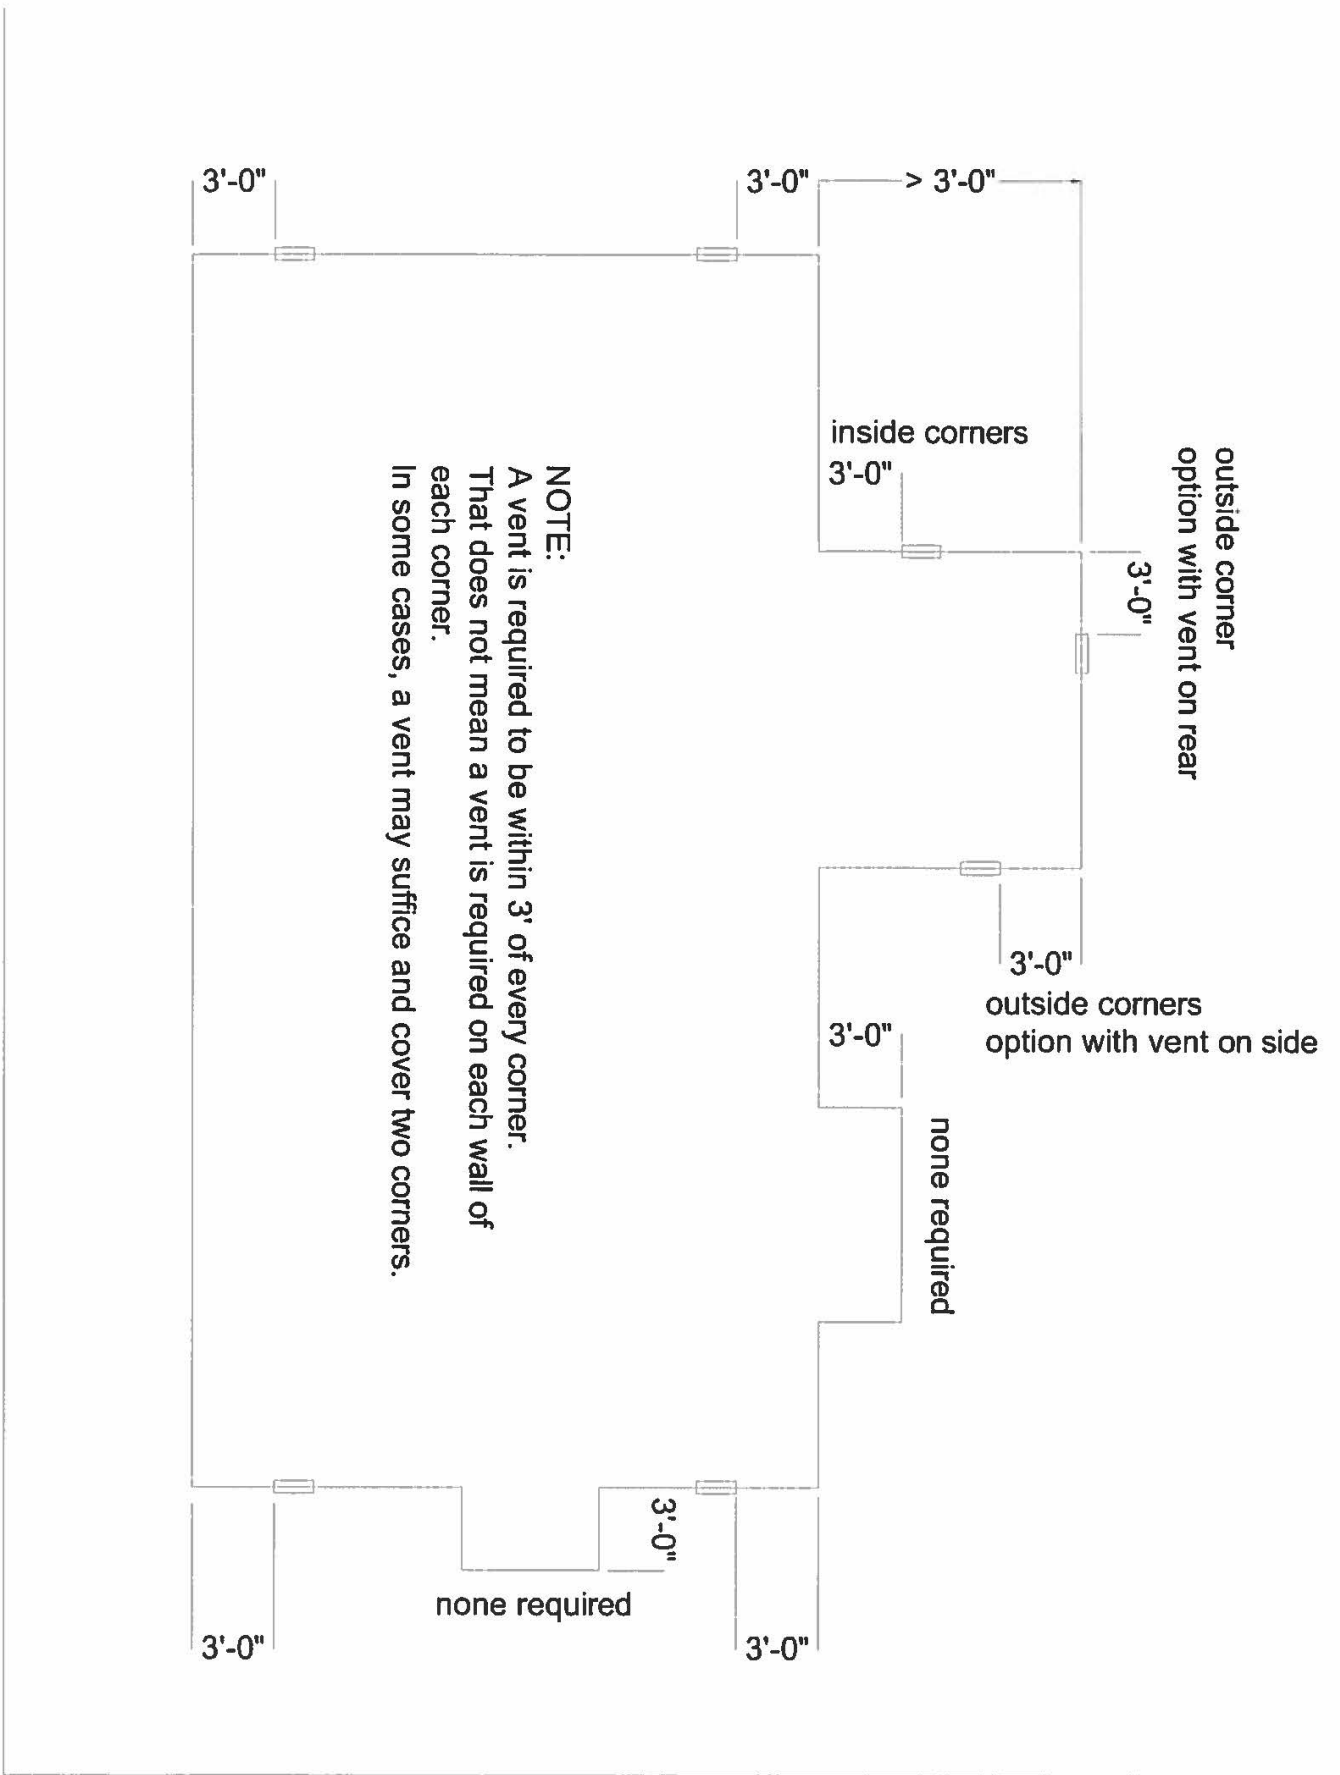 3'-0"
3'-0"
> 3'-0"
inside corners
3'-0"
outside corner
option with vent on rear
3'-0"
NOTE:
A vent is required to be within 3' of every corner.
That does not mean a vent is required on each wall of
each corner.
In some cases, a vent may suffice and cover two corners.
3'-0"
outside corners
option with vent on side
3'-0"
none required
3'-0"
none required
3'-0"
3'-0"